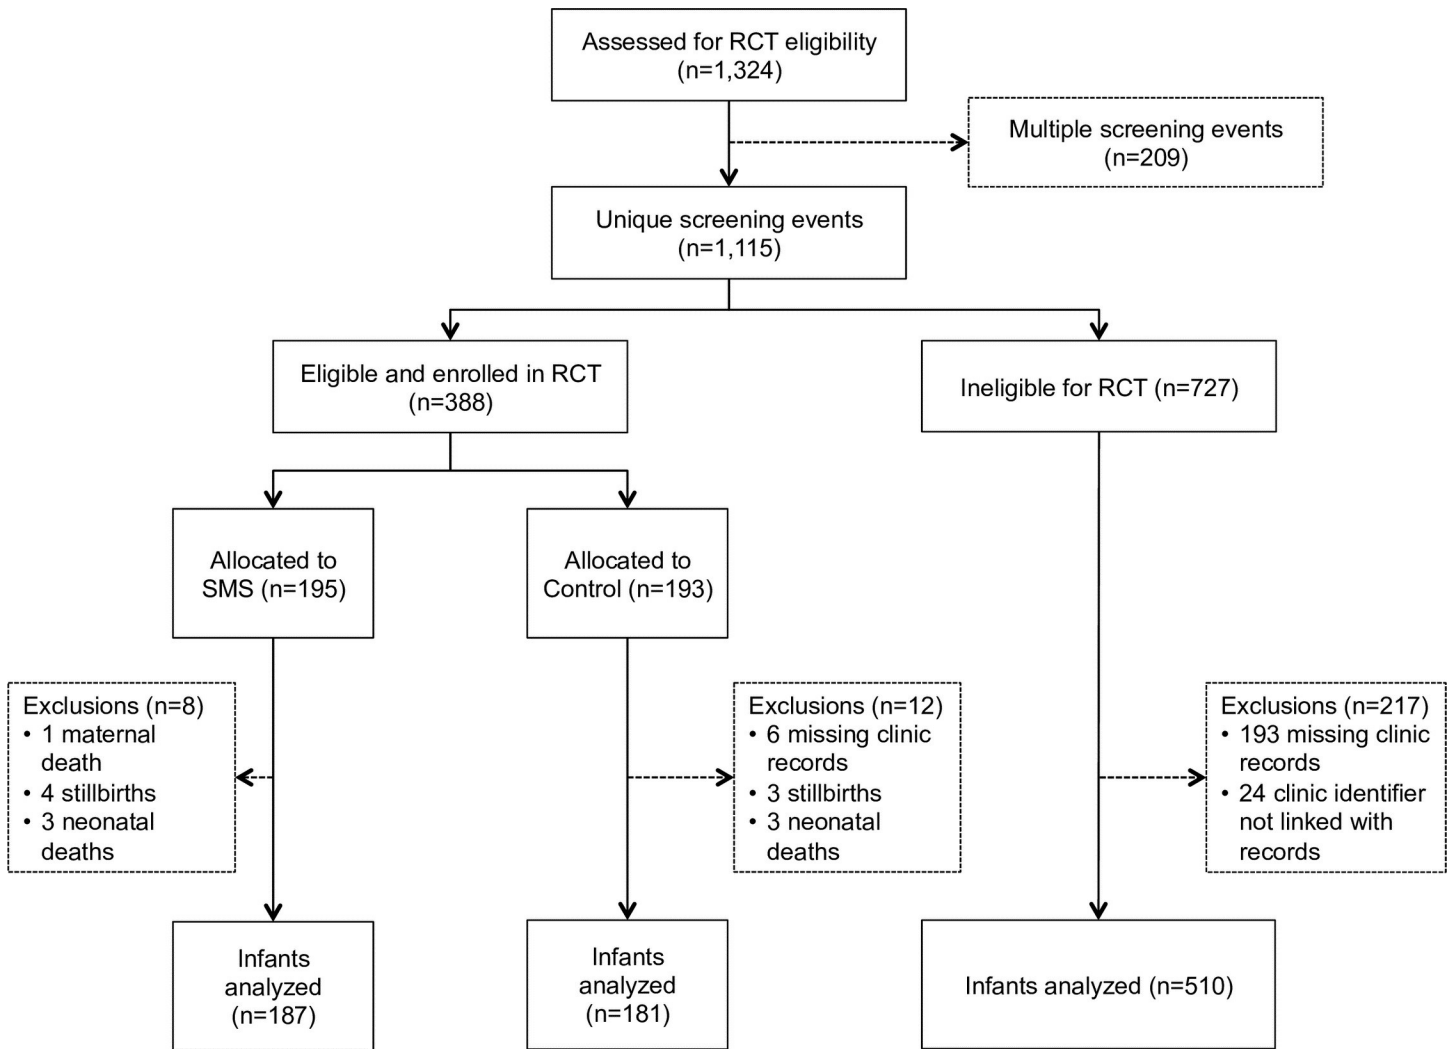 Assessed for RCT eligibility
(n=1,324)
Multiple screening events
(n=209)
Unique screening events
(n=1,115)
Eligible and enrolled in RCT
(n=388)
Ineligible for RCT (n=727)
Allocated to
SMS (n=195)
Allocated to
Control (n=193)
Exclusions (n=8)
• 1 maternal
death
• 4 stillbirths
• 3 neonatal
deaths
Exclusions (n=12)
• 6 missing clinic
records
• 3 stillbirths
• 3 neonatal
deaths
Exclusions (n=217)
• 193 missing clinic
records
• 24 clinic identifier
not linked with
records
Infants
analyzed
(n=187)
Infants
analyzed
(n=181)
Infants analyzed (n=510)